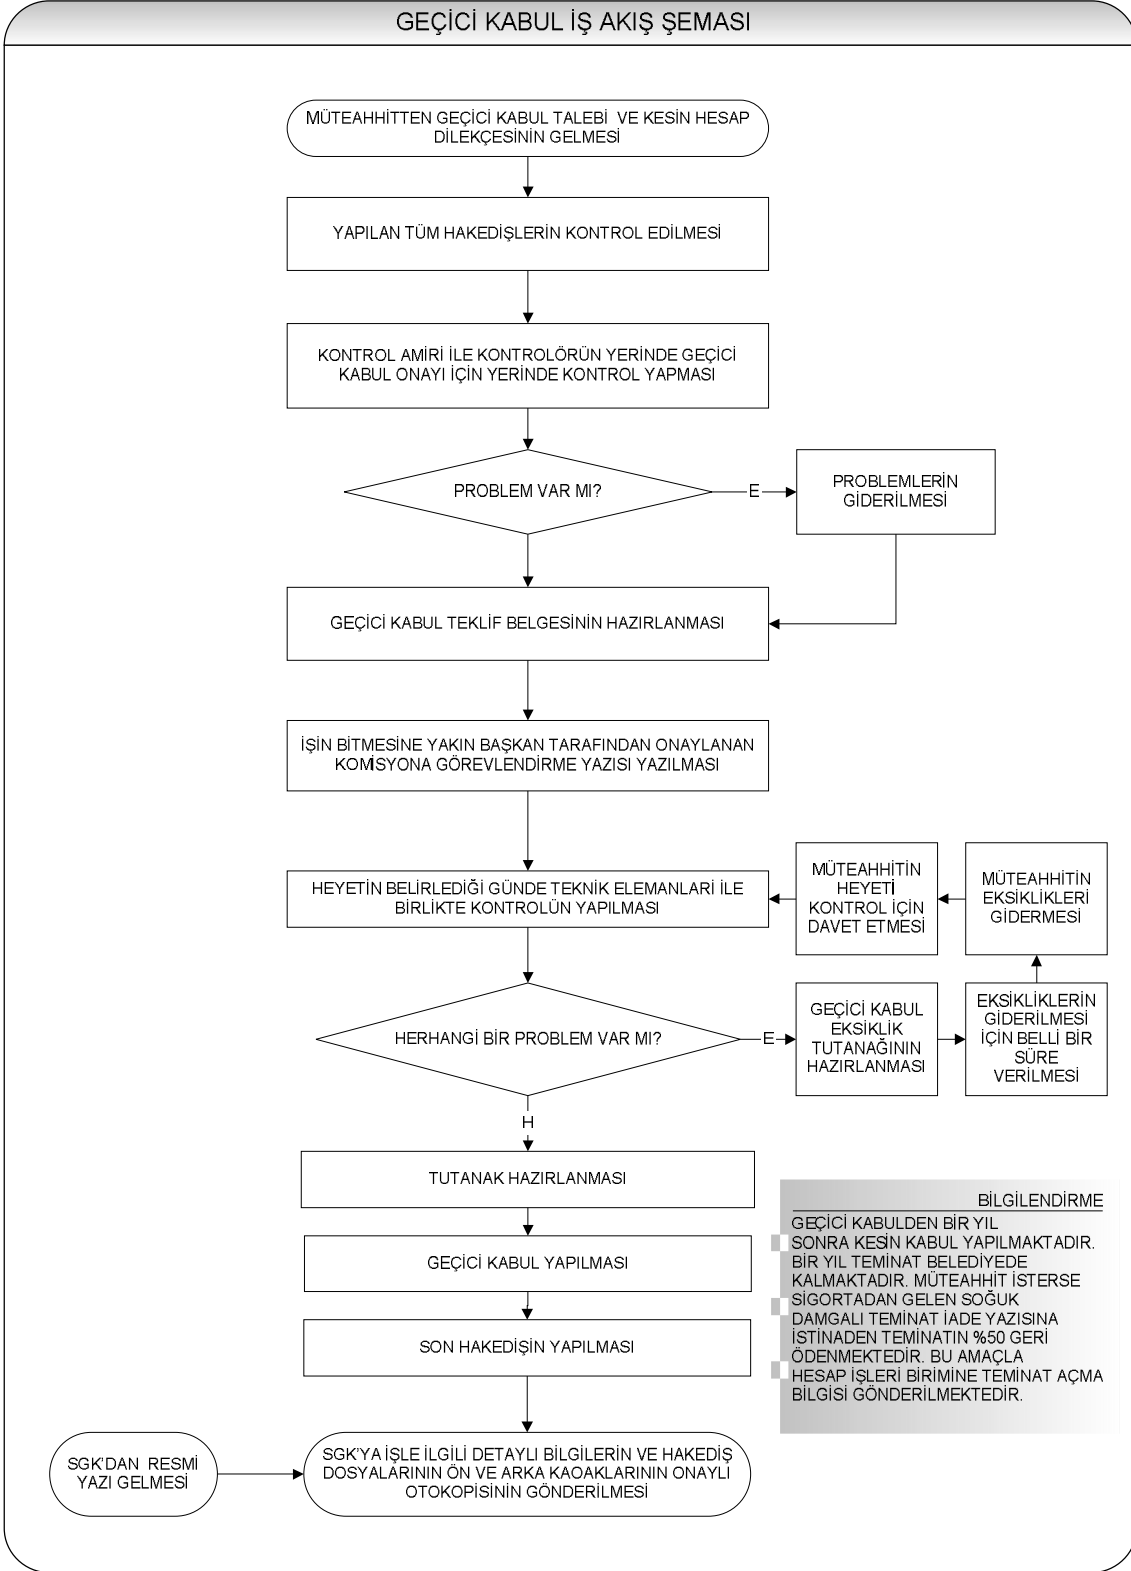 GEÇİCİ KABUL İŞ AKIŞ ŞEMASI
MÜTEAHHİTTEN GEÇİCİ KABUL TALEBİ VE KESİN HESAP
DİLEKÇESİNİN GELMESİ
YAPILAN TÜM HAKEDİŞLERİN KONTROL EDİLMESİ
KONTROL AMİRİ İLE KONTROLÖRÜN YERİNDE GEÇİCİ
KABUL ONAYI İÇİN YERİNDE KONTROL YAPMASI
PROBLEM VAR MI?
E
PROBLEMLERİN
GİDERİLMESİ
GEÇİCİ KABUL TEKLİF BELGESİNİN HAZIRLANMASI
İŞİN BİTMESİNE YAKIN BAŞKAN TARAFINDAN ONAYLANAN
KOMİSYONA GÖREVLENDİRME YAZISI YAZILMASI
HEYETİN BELİRLEDİĞİ GÜNDE TEKNİK ELEMANLARI İLE
BİRLİKTE KONTROLÜN YAPILMASI
MÜTEAHHİTİN
HEYETİ
KONTROL İÇİN
DAVET ETMESİ
MÜTEAHHİTİN
EKSİKLİKLERİ
GİDERMESİ
HERHANGİ BİR PROBLEM VAR MI?
E
GEÇİCİ KABUL
EKSİKLİK
TUTANAĞININ
HAZIRLANMASI
EKSİKLİKLERİN
GİDERİLMESİ
İÇİN BELLİ BİR
SÜRE
VERİLMESİ
H
TUTANAK HAZIRLANMASI
GEÇİCİ KABUL YAPILMASI
SON HAKEDİŞİN YAPILMASI
BİLGİLENDİRME
GEÇİCİ KABULDEN BİR YIL
SONRA KESİN KABUL YAPILMAKTADIR.
BİR YIL TEMİNAT BELEDİYEDE
KALMAKTADIR. MÜTEAHHİT İSTERSE
SİGORTADAN GELEN SOĞUK
DAMGALI TEMİNAT İADE YAZISINA
İSTİNADEN TEMİNATIN %50 GERİ
ÖDENMEKTEDİR. BU AMAÇLA
HESAP İŞLERİ BİRİMİNE TEMİNAT AÇMA
BİLGİSİ GÖNDERİLMEKTEDİR.
SGK'DAN RESMİ
YAZI GELMESİ
SGK'YA İŞLE İLGİLİ DETAYLI BİLGİLERİN VE HAKEDİŞ
DOSYALARININ ÖN VE ARKA KAOAKLARININ ONAYLI
OTOKOPİSİNİN GÖNDERİLMESİ